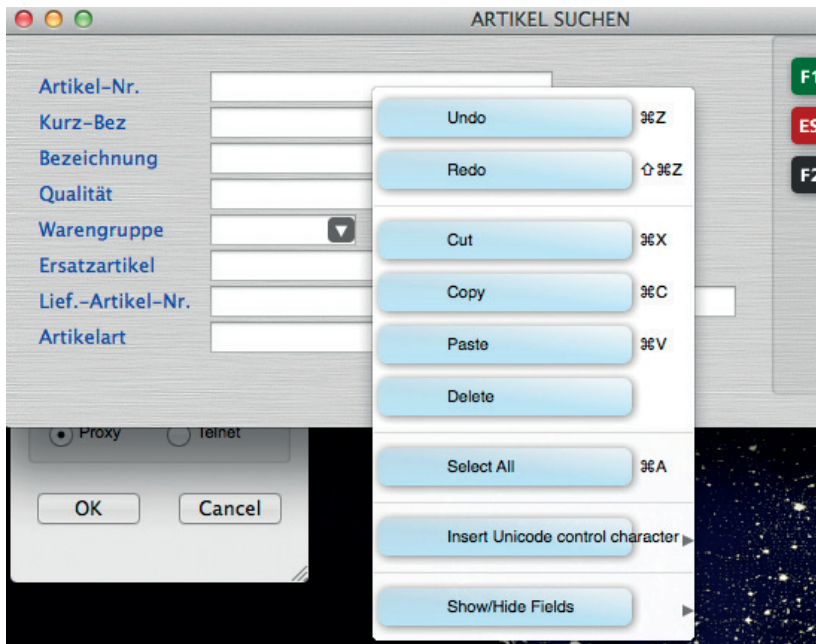 ARTIKEL SUCHEN
Artikel-Nr.
Kurz-Bez
Bezeichnung
Qualität
Warengruppe
Ersatzartikel
Lief.-Artikel-Nr.
Artikelart
F1
ES
F2
Undo ⌘Z
Redo ⇧⌘Z
Cut ⌘X
Copy ⌘C
Paste ⌘V
Delete
Select All ⌘A
Insert Unicode control character ▶
Show/Hide Fields ▶
Proxy Telnet
OK Cancel